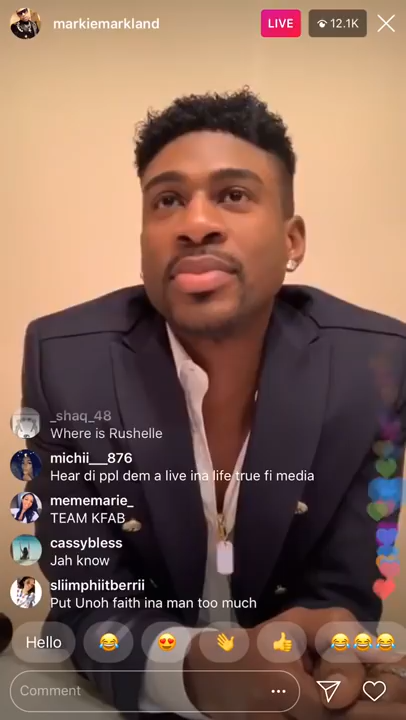 markiemarkland
LIVE
12.1K
_shaq_48
Where is Rushelle
michii___876
Hear di ppl dem a live ina life true fi media
mememarie_
TEAM KFAB
cassybless
Jah know
sliimphiitberrii
Put Unoh faith ina man too much
Hello
Comment